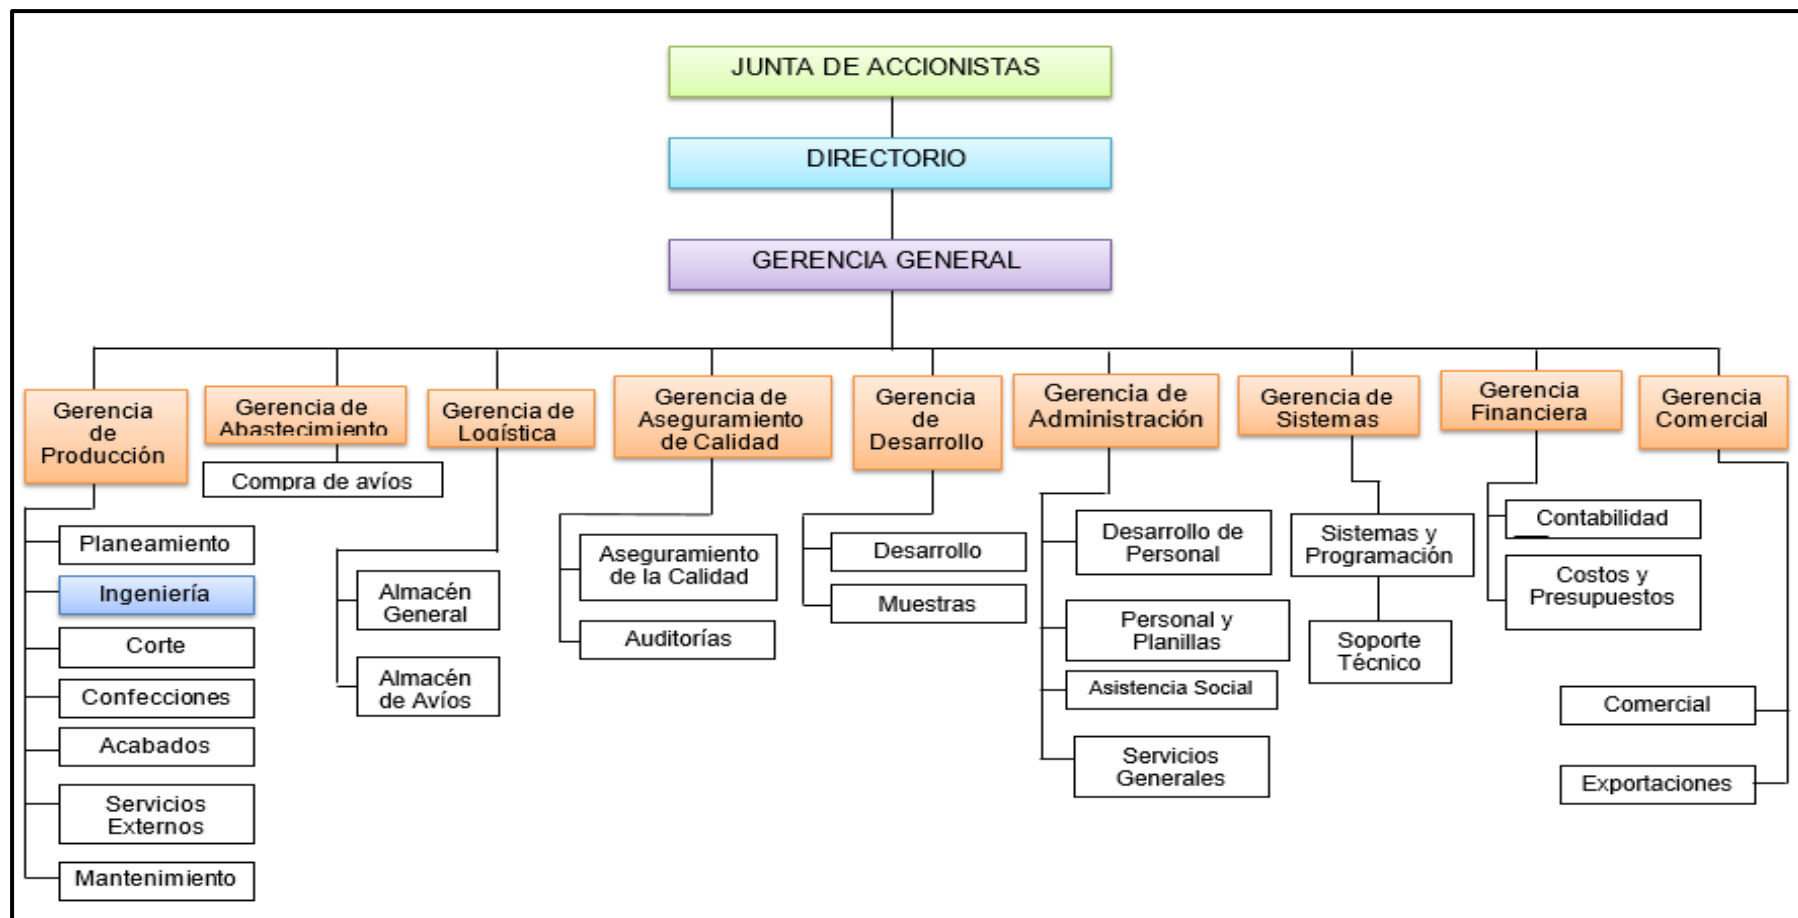 JUNTA DE ACCIONISTAS
DIRECTORIO
GERENCIA GENERAL
Gerencia
de
Producción
Gerencia de
Abastecimiento
Gerencia de
Logística
Gerencia de
Aseguramiento
de Calidad
Gerencia
de
Desarrollo
Gerencia de
Administración
Gerencia de
Sistemas
Gerencia
Financiera
Gerencia
Comercial
Planeamiento
Ingeniería
Corte
Confecciones
Acabados
Servicios
Externos
Mantenimiento
Compra de avíos
Almacén
General
Almacén
de Avíos
Aseguramiento
de la Calidad
Auditorías
Desarrollo
Muestras
Desarrollo de
Personal
Personal y
Planillas
Asistencia Social
Servicios
Generales
Sistemas y
Programación
Soporte
Técnico
Contabilidad
Costos y
Presupuestos
Comercial
Exportaciones